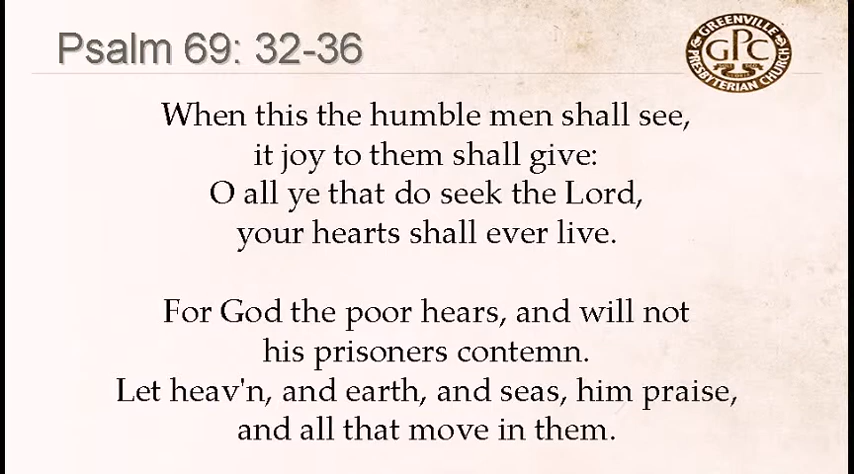 Psalm 69: 32-36
GREENVILLE
GPC
PRESBYTERIAN CHURCH
When this the humble men shall see,
it joy to them shall give:
O all ye that do seek the Lord,
your hearts shall ever live.
For God the poor hears, and will not
his prisoners contemn.
Let heav'n, and earth, and seas, him praise,
and all that move in them.